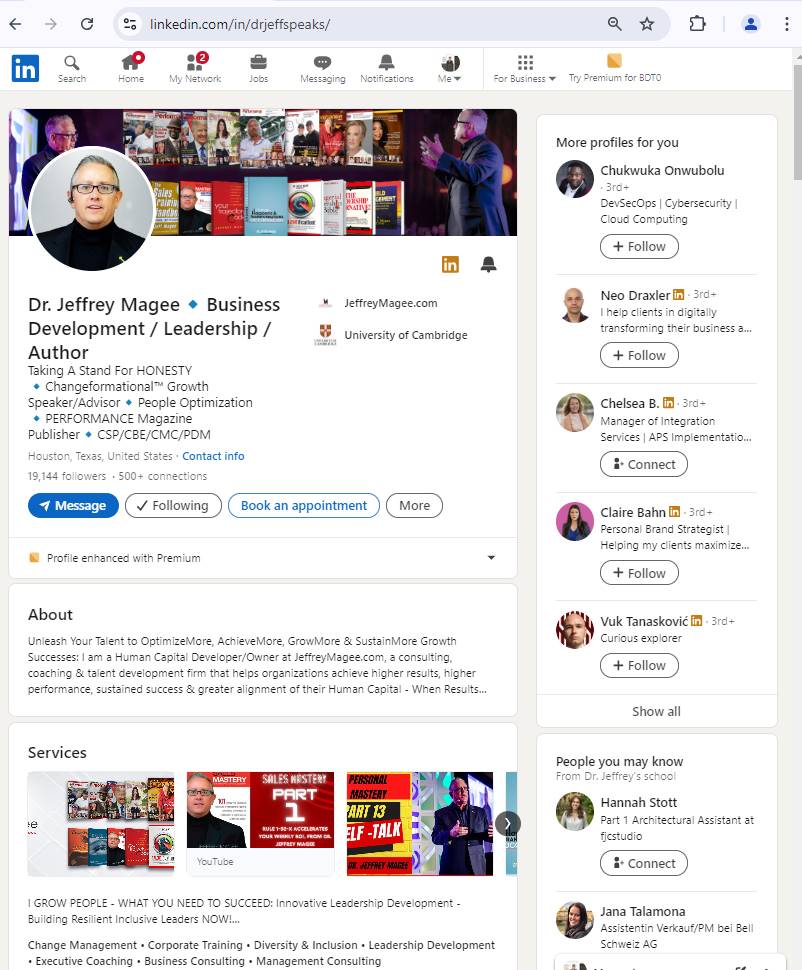 linkedin.com/in/drjeffspeaks/
in
Search
Home
2
My Network
Jobs
Messaging
Notifications
Me
For Business
Try Premium for BDT0
Dr. Jeffrey Magee 🔹 Business
Development / Leadership /
Author
JeffreyMagee.com
University of Cambridge
Taking A Stand For HONESTY
🔹 Changeformational™ Growth
Speaker/Advisor 🔹 People Optimization
🔹 PERFORMANCE Magazine
Publisher 🔹 CSP/CBE/CMC/PDM
Houston, Texas, United States · Contact info
19,144 followers · 500+ connections
Message
Following
Book an appointment
More
Profile enhanced with Premium
About
Unleash Your Talent to OptimizeMore, AchieveMore, GrowMore & SustainMore Growth
Successes: I am a Human Capital Developer/Owner at JeffreyMagee.com, a consulting,
coaching & talent development firm that helps organizations achieve higher results, higher
performance, sustained success & greater alignment of their Human Capital - When Results...
Services
MASTERY
SALES MASTERY
PART
1
RULE 1-50-X ACCELERATES
YOUR WEEKLY ROI, FROM DR.
JEFFREY MAGEE
YouTube
PERSONAL
MASTERY
PART 13
SELF -TALK
DR. JEFFREY MAGEE
I GROW PEOPLE - WHAT YOU NEED TO SUCCEED: Innovative Leadership Development -
Building Resilient Inclusive Leaders NOW!...
Change Management • Corporate Training • Diversity & Inclusion • Leadership Development
• Executive Coaching • Business Consulting • Management Consulting
More profiles for you
Chukwuka Onwubolu
· 3rd+
DevSecOps | Cybersecurity |
Cloud Computing
+ Follow
Neo Draxler in · 3rd+
I help clients in digitally
transforming their business a...
+ Follow
Chelsea B. in · 3rd+
Manager of Integration
Services | APS Implementatio...
Connect
Claire Bahn in · 3rd+
Personal Brand Strategist |
Helping my clients maximize...
+ Follow
Vuk Tanasković in · 3rd+
Curious explorer
+ Follow
Show all
People you may know
From Dr. Jeffrey's school
Hannah Stott
Part 1 Architectural Assistant at
fjcstudio
Connect
Jana Talamona
Assistentin Verkauf/PM bei Bell
Schweiz AG